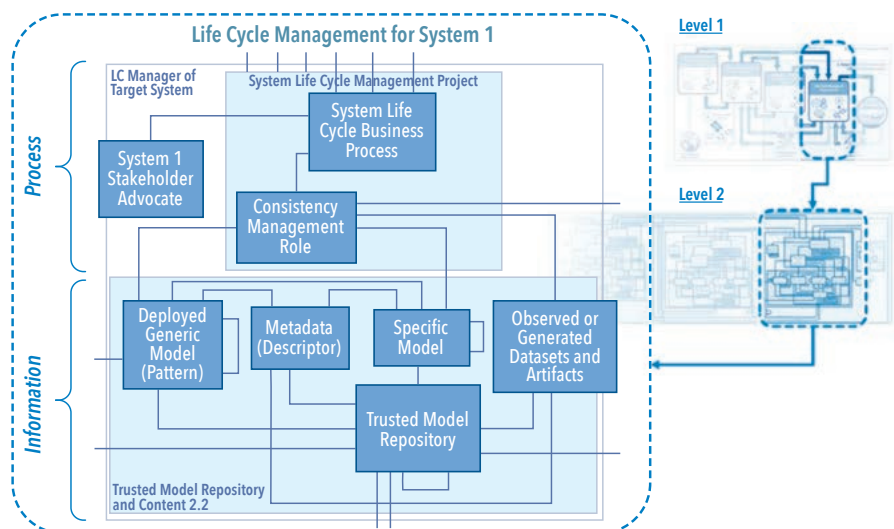 Life Cycle Management for System 1
LC Manager of
Target System
System Life Cycle Management Project
System Life
Cycle Business
Process
System 1
Stakeholder
Advocate
Consistency
Management
Role
Process
Deployed
Generic
Model
(Pattern)
Metadata
(Descriptor)
Specific
Model
Observed or
Generated
Datasets and
Artifacts
Trusted Model
Repository
Information
Trusted Model Repository
and Content 2.2
Level 1
Level 2